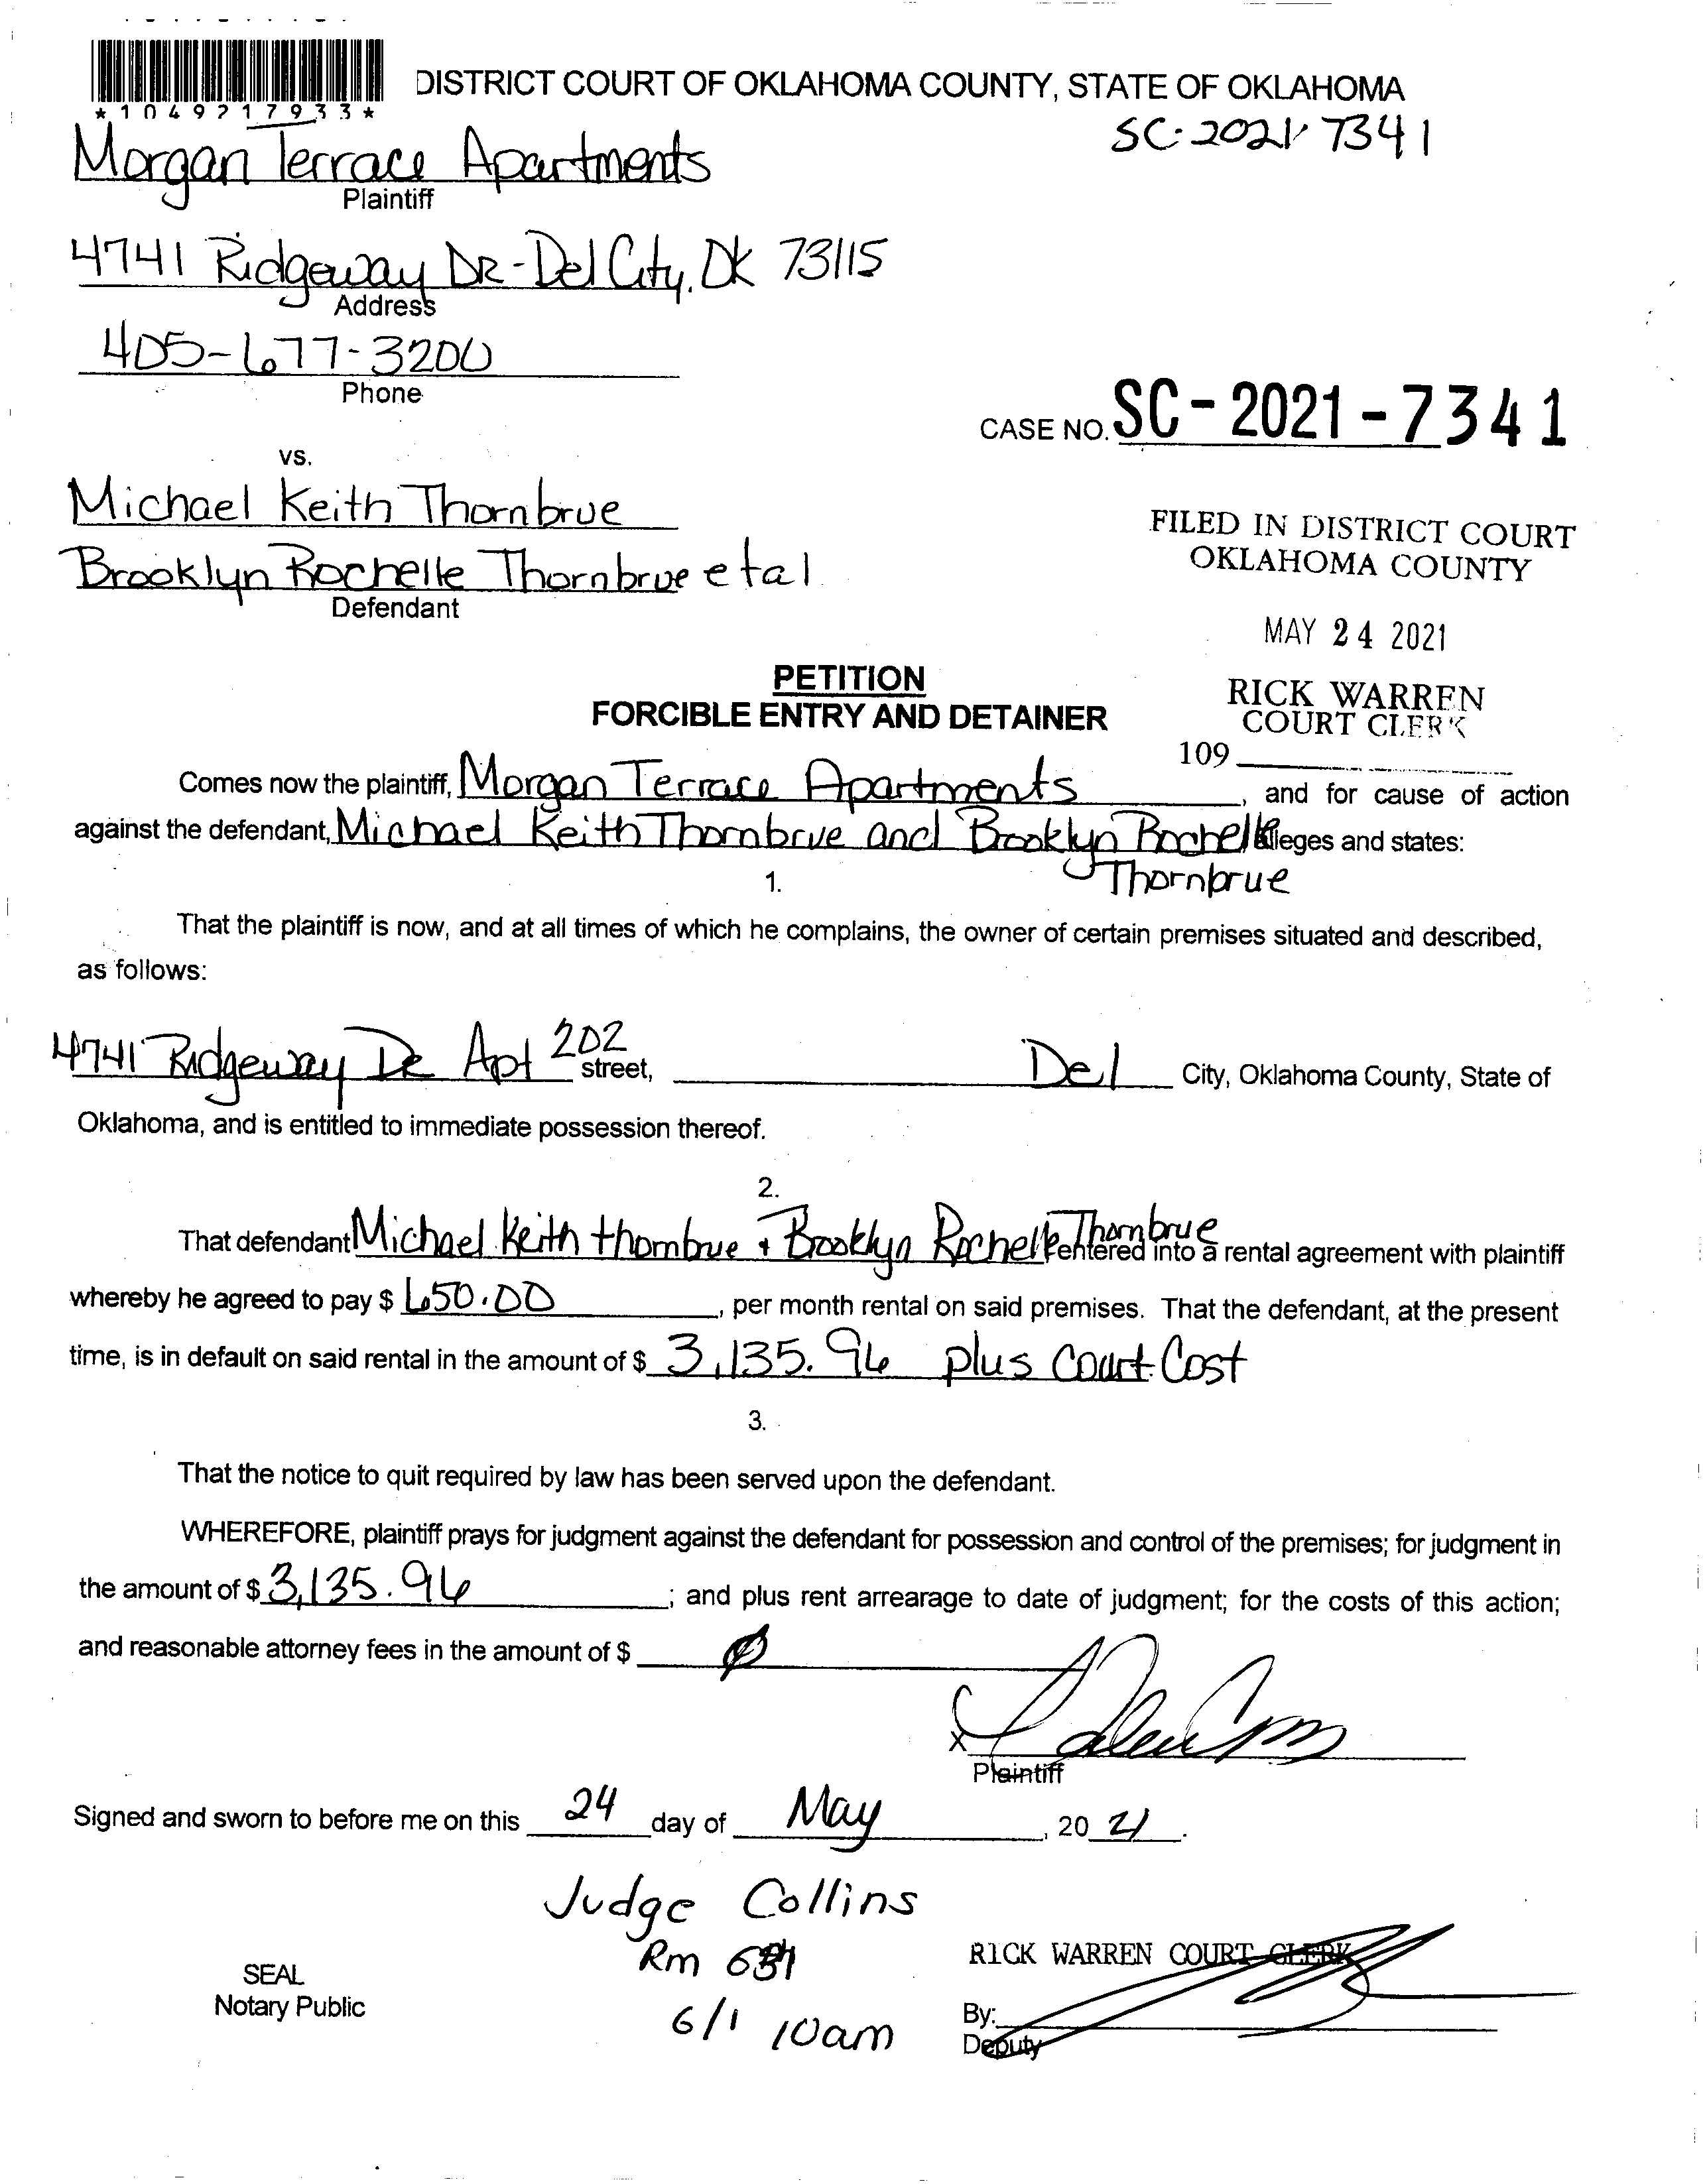 DISTRICT COURT OF OKLAHOMA COUNTY, STATE OF OKLAHOMA
*1049217933*
SC-2021-7341
Morgan Terrace Apartments
Plaintiff
4741 Ridgeway DR-Del City, OK 73115
Address
405-677-3200
Phone
CASE NO. SC-2021-7341
vs.
Michael Keith Thornbrue
Brooklyn Rochelle Thornbrue etal
Defendant
FILED IN DISTRICT COURT
OKLAHOMA COUNTY
MAY 24 2021
RICK WARREN
COURT CLERK
109
PETITION
FORCIBLE ENTRY AND DETAINER
Comes now the plaintiff, Morgan Terrace Apartments, and for cause of action
against the defendant, Michael Keith Thornbrue and Brooklyn Rochelle alleges and states:
Thornbrue
1.
That the plaintiff is now, and at all times of which he complains, the owner of certain premises situated and described,
as follows:
4741 Ridgeway DR Apt 202 street, Del City, Oklahoma County, State of
Oklahoma, and is entitled to immediate possession thereof.
2.
That defendant Michael Keith thornbrue + Brooklyn Rochelle Thornbrue entered into a rental agreement with plaintiff
whereby he agreed to pay $ 650.00, per month rental on said premises. That the defendant, at the present
time, is in default on said rental in the amount of $ 3,135.96 plus Court Cost
3.
That the notice to quit required by law has been served upon the defendant.
WHEREFORE, plaintiff prays for judgment against the defendant for possession and control of the premises; for judgment in
the amount of $ 3,135.96; and plus rent arrearage to date of judgment; for the costs of this action;
and reasonable attorney fees in the amount of $ Ø
X
Plaintiff
Signed and sworn to before me on this 24 day of May, 20 21.
Judge Collins
Rm
6/1 10am
SEAL
Notary Public
RICK WARREN COURT CLERK
By:
Deputy